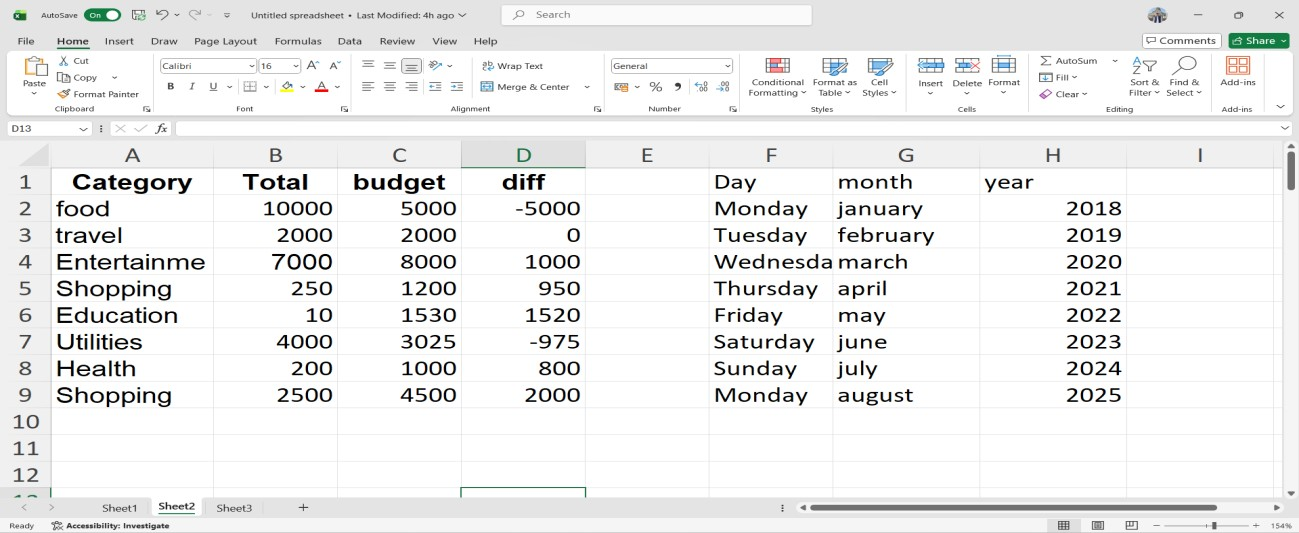 AutoSave On Untitled spreadsheet • Last Modified: 4h ago Search
File Home Insert Draw Page Layout Formulas Data Review View Help Comments Share
Paste Cut Copy Format Painter Clipboard
Calibri 16 B I U A Font
Wrap Text Merge & Center Alignment
General % Number
Conditional Formatting Format as Table Cell Styles Styles
Insert Delete Format Cells
AutoSum Fill Clear Sort & Filter Find & Select Editing
Add-ins Add-ins
D13 fx
A B C D E F G H I
1 Category Total budget diff Day month year
2 food 10000 5000 -5000 Monday january 2018
3 travel 2000 2000 0 Tuesday february 2019
4 Entertainme 7000 8000 1000 Wednesda march 2020
5 Shopping 250 1200 950 Thursday april 2021
6 Education 10 1530 1520 Friday may 2022
7 Utilities 4000 3025 -975 Saturday june 2023
8 Health 200 1000 800 Sunday july 2024
9 Shopping 2500 4500 2000 Monday august 2025
10
11
12
Sheet1 Sheet2 Sheet3 +
Ready Accessibility: Investigate 154%